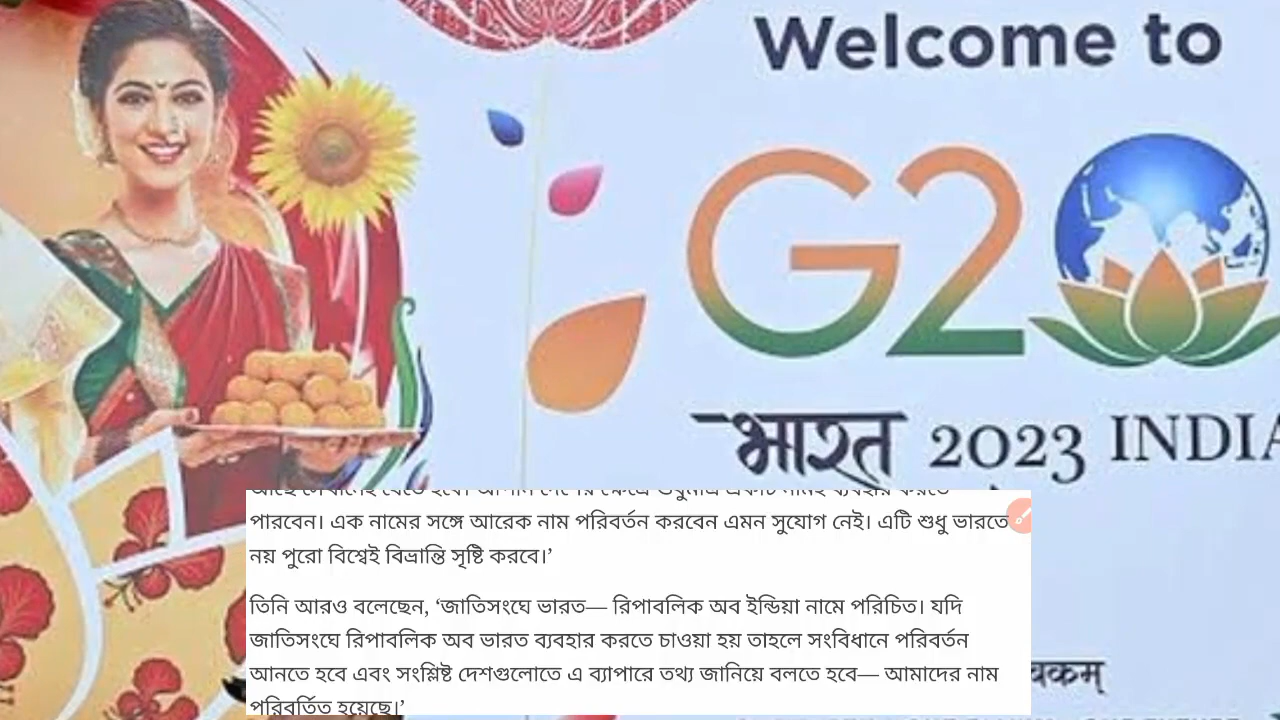 Welcome to
G20
भारत 2023 INDIA
পারবেন। এক নামের সঙ্গে আরেক নাম পরিবর্তন করবেন এমন সুযোগ নেই। এটি শুধু ভারতে
নয় পুরো বিশ্বেই বিভ্রান্তি সৃষ্টি করবে।’
তিনি আরও বলেছেন, ‘জাতিসংঘে ভারত— রিপাবলিক অব ইন্ডিয়া নামে পরিচিত। যদি
জাতিসংঘে রিপাবলিক অব ভারত ব্যবহার করতে চাওয়া হয় তাহলে সংবিধানে পরিবর্তন
আনতে হবে এবং সংশ্লিষ্ট দেশগুলোতে এ ব্যাপারে তথ্য জানিয়ে বলতে হবে— আমাদের নাম
পরিবর্তিত হয়েছে।’